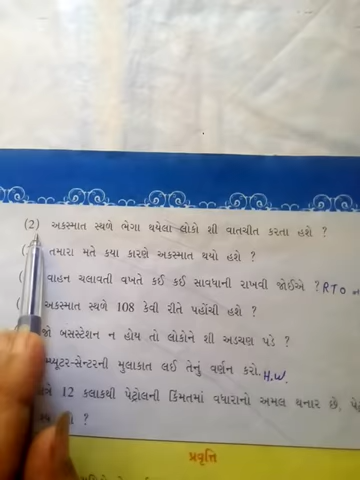 (2) અકસ્માત સ્થળે ભેગા થયેલા લોકો શી વાતચીત કરતા હશે ?
તમારા મતે કયા કારણે અકસ્માત થયો હશે ?
વાહન ચલાવતી વખતે કઈ કઈ સાવધાની રાખવી જોઈએ ? RTO
અકસ્માત સ્થળે 108 કેવી રીતે પહોંચી હશે ?
જો બસસ્ટેશન ન હોય તો લોકોને શી અડચણ પડે ?
મ્પ્યૂટર-સેન્ટરની મુલાકાત લઈ તેનું વર્ણન કરો. H.W.
12 કલાકથી પેટ્રોલની કિંમતમાં વધારાનો અમલ થનાર છે,
?
પ્રવૃત્તિ